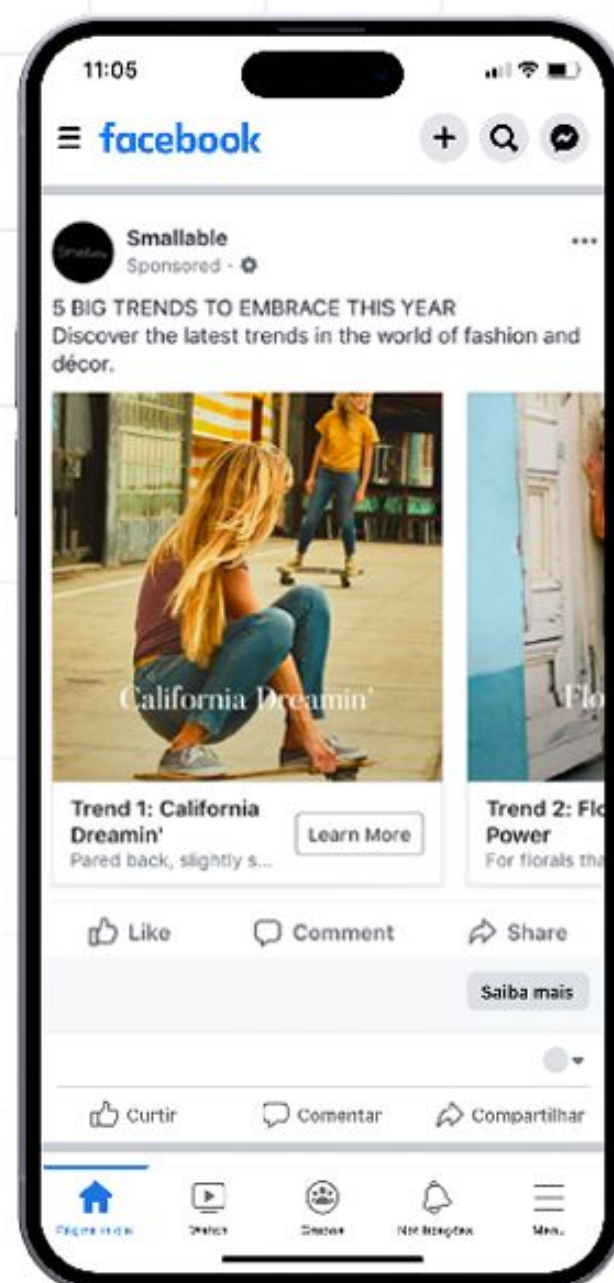 11:05
facebook
Smallable
Sponsored ·
5 BIG TRENDS TO EMBRACE THIS YEAR
Discover the latest trends in the world of fashion and
décor.
California Dreamin'
Flo
Trend 1: California
Dreamin'
Pared back, slightly s...
Learn More
Trend 2: Flo
Power
For florals tha
Like
Comment
Share
Saiba mais
Curtir
Comentar
Compartilhar